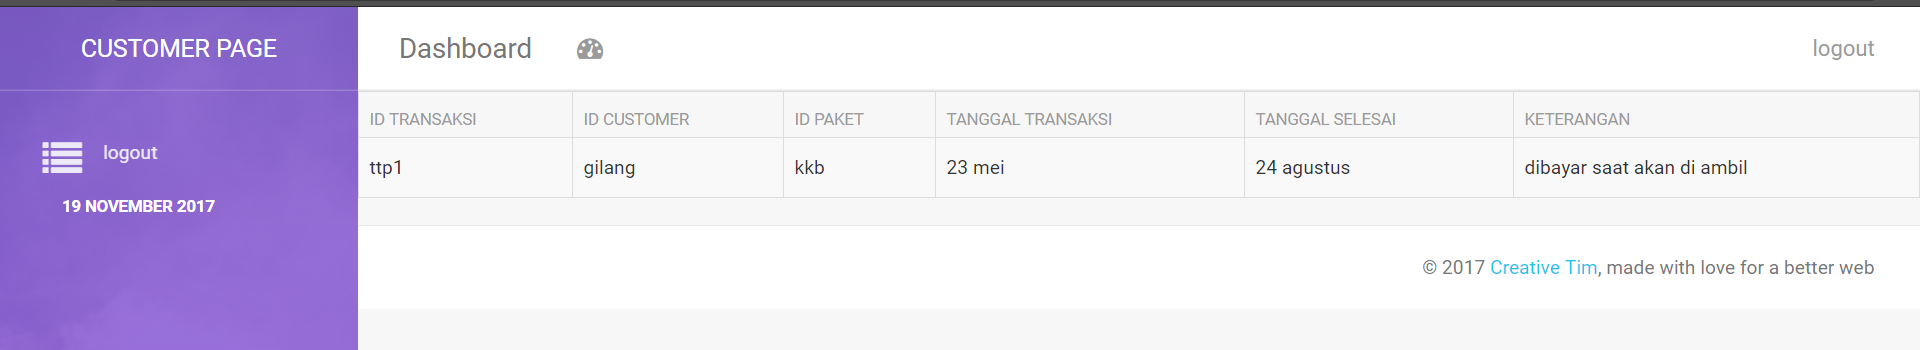 CUSTOMER PAGE
Dashboard
logout
logout
19 NOVEMBER 2017
ID TRANSAKSI ID CUSTOMER ID PAKET TANGGAL TRANSAKSI TANGGAL SELESAI KETERANGAN
ttp1 gilang kkb 23 mei 24 agustus dibayar saat akan di ambil
© 2017 Creative Tim, made with love for a better web